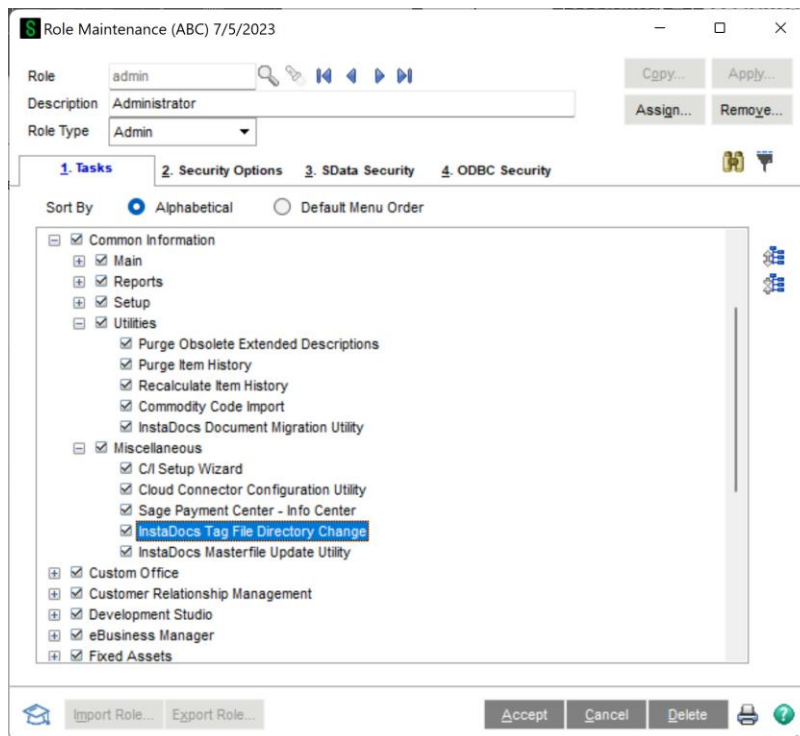 S Role Maintenance (ABC) 7/5/2023
Role admin Copy... Apply...
Description Administrator Assign... Remove...
Role Type Admin
1. Tasks 2. Security Options 3. SData Security 4. ODBC Security
Sort By Alphabetical Default Menu Order
Common Information
Main
Reports
Setup
Utilities
Purge Obsolete Extended Descriptions
Purge Item History
Recalculate Item History
Commodity Code Import
InstaDocs Document Migration Utility
Miscellaneous
C/I Setup Wizard
Cloud Connector Configuration Utility
Sage Payment Center - Info Center
InstaDocs Tag File Directory Change
InstaDocs Masterfile Update Utility
Custom Office
Customer Relationship Management
Development Studio
eBusiness Manager
Fixed Assets
Import Role... Export Role... Accept Cancel Delete ?